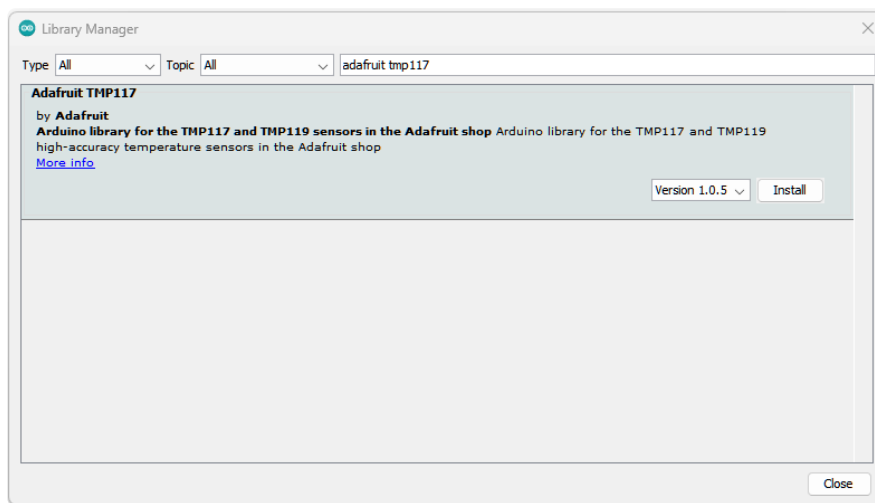 Library Manager
Type All Topic All adafruit tmp117
Adafruit TMP117
by Adafruit
Arduino library for the TMP117 and TMP119 sensors in the Adafruit shop Arduino library for the TMP117 and TMP119
high-accuracy temperature sensors in the Adafruit shop
More info
Version 1.0.5 Install
Close